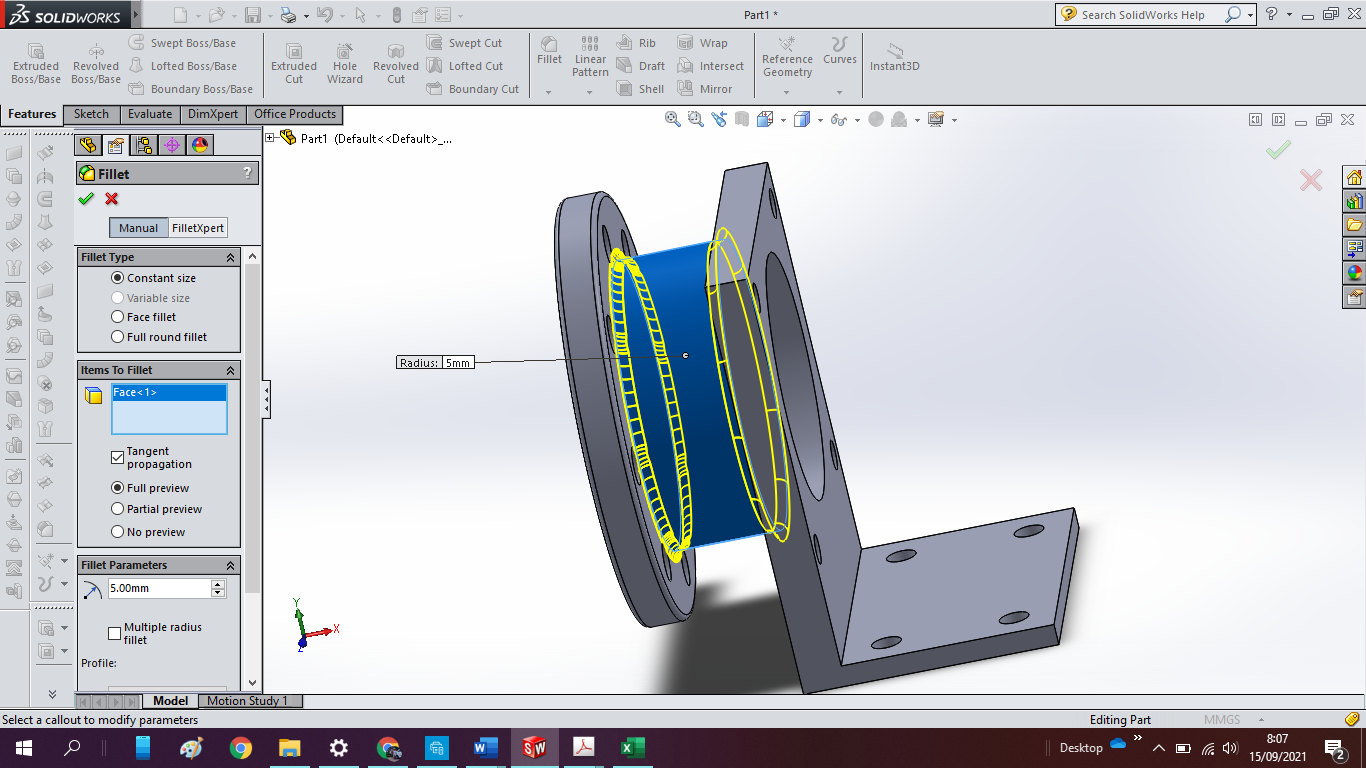 SOLIDWORKS
Part1 *
Search SolidWorks Help
?
Extruded Boss/Base
Revolved Boss/Base
Swept Boss/Base
Lofted Boss/Base
Boundary Boss/Base
Extruded Cut
Hole Wizard
Revolved Cut
Swept Cut
Lofted Cut
Boundary Cut
Fillet
Linear Pattern
Rib
Draft
Shell
Wrap
Intersect
Mirror
Reference Geometry
Curves
Instant3D
Features
Sketch
Evaluate
DimXpert
Office Products
Part1 (Default<<Default>_...
Fillet
?
Manual
FilletXpert
Fillet Type
Constant size
Variable size
Face fillet
Full round fillet
Items To Fillet
Face<1>
Tangent
propagation
Full preview
Partial preview
No preview
Fillet Parameters
5.00mm
Multiple radius
fillet
Profile:
Radius: 5mm
Y
X
Z
Model
Motion Study 1
Select a callout to modify parameters
Editing Part
MMGS
Desktop
8:07
15/09/2021
2